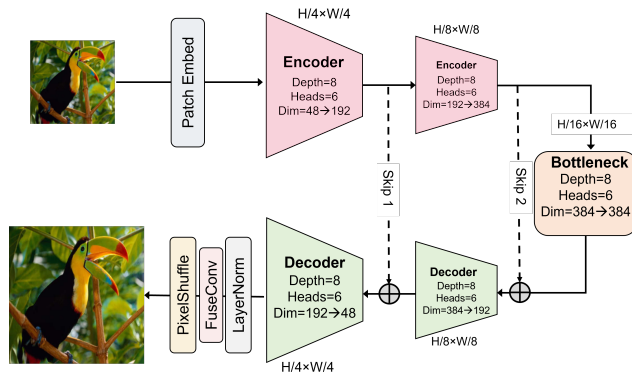 H/4×W/4
H/8×W/8
Patch Embed
Encoder
Depth=8
Heads=6
Dim=48→192
Encoder
Depth=8
Heads=6
Dim=192→384
H/16×W/16
Skip 1
Skip 2
Bottleneck
Depth=8
Heads=6
Dim=384→384
PixelShuffle
FuseConv
LayerNorm
Decoder
Depth=8
Heads=6
Dim=192→48
Decoder
Depth=8
Heads=6
Dim=384→192
H/4×W/4
H/8×W/8